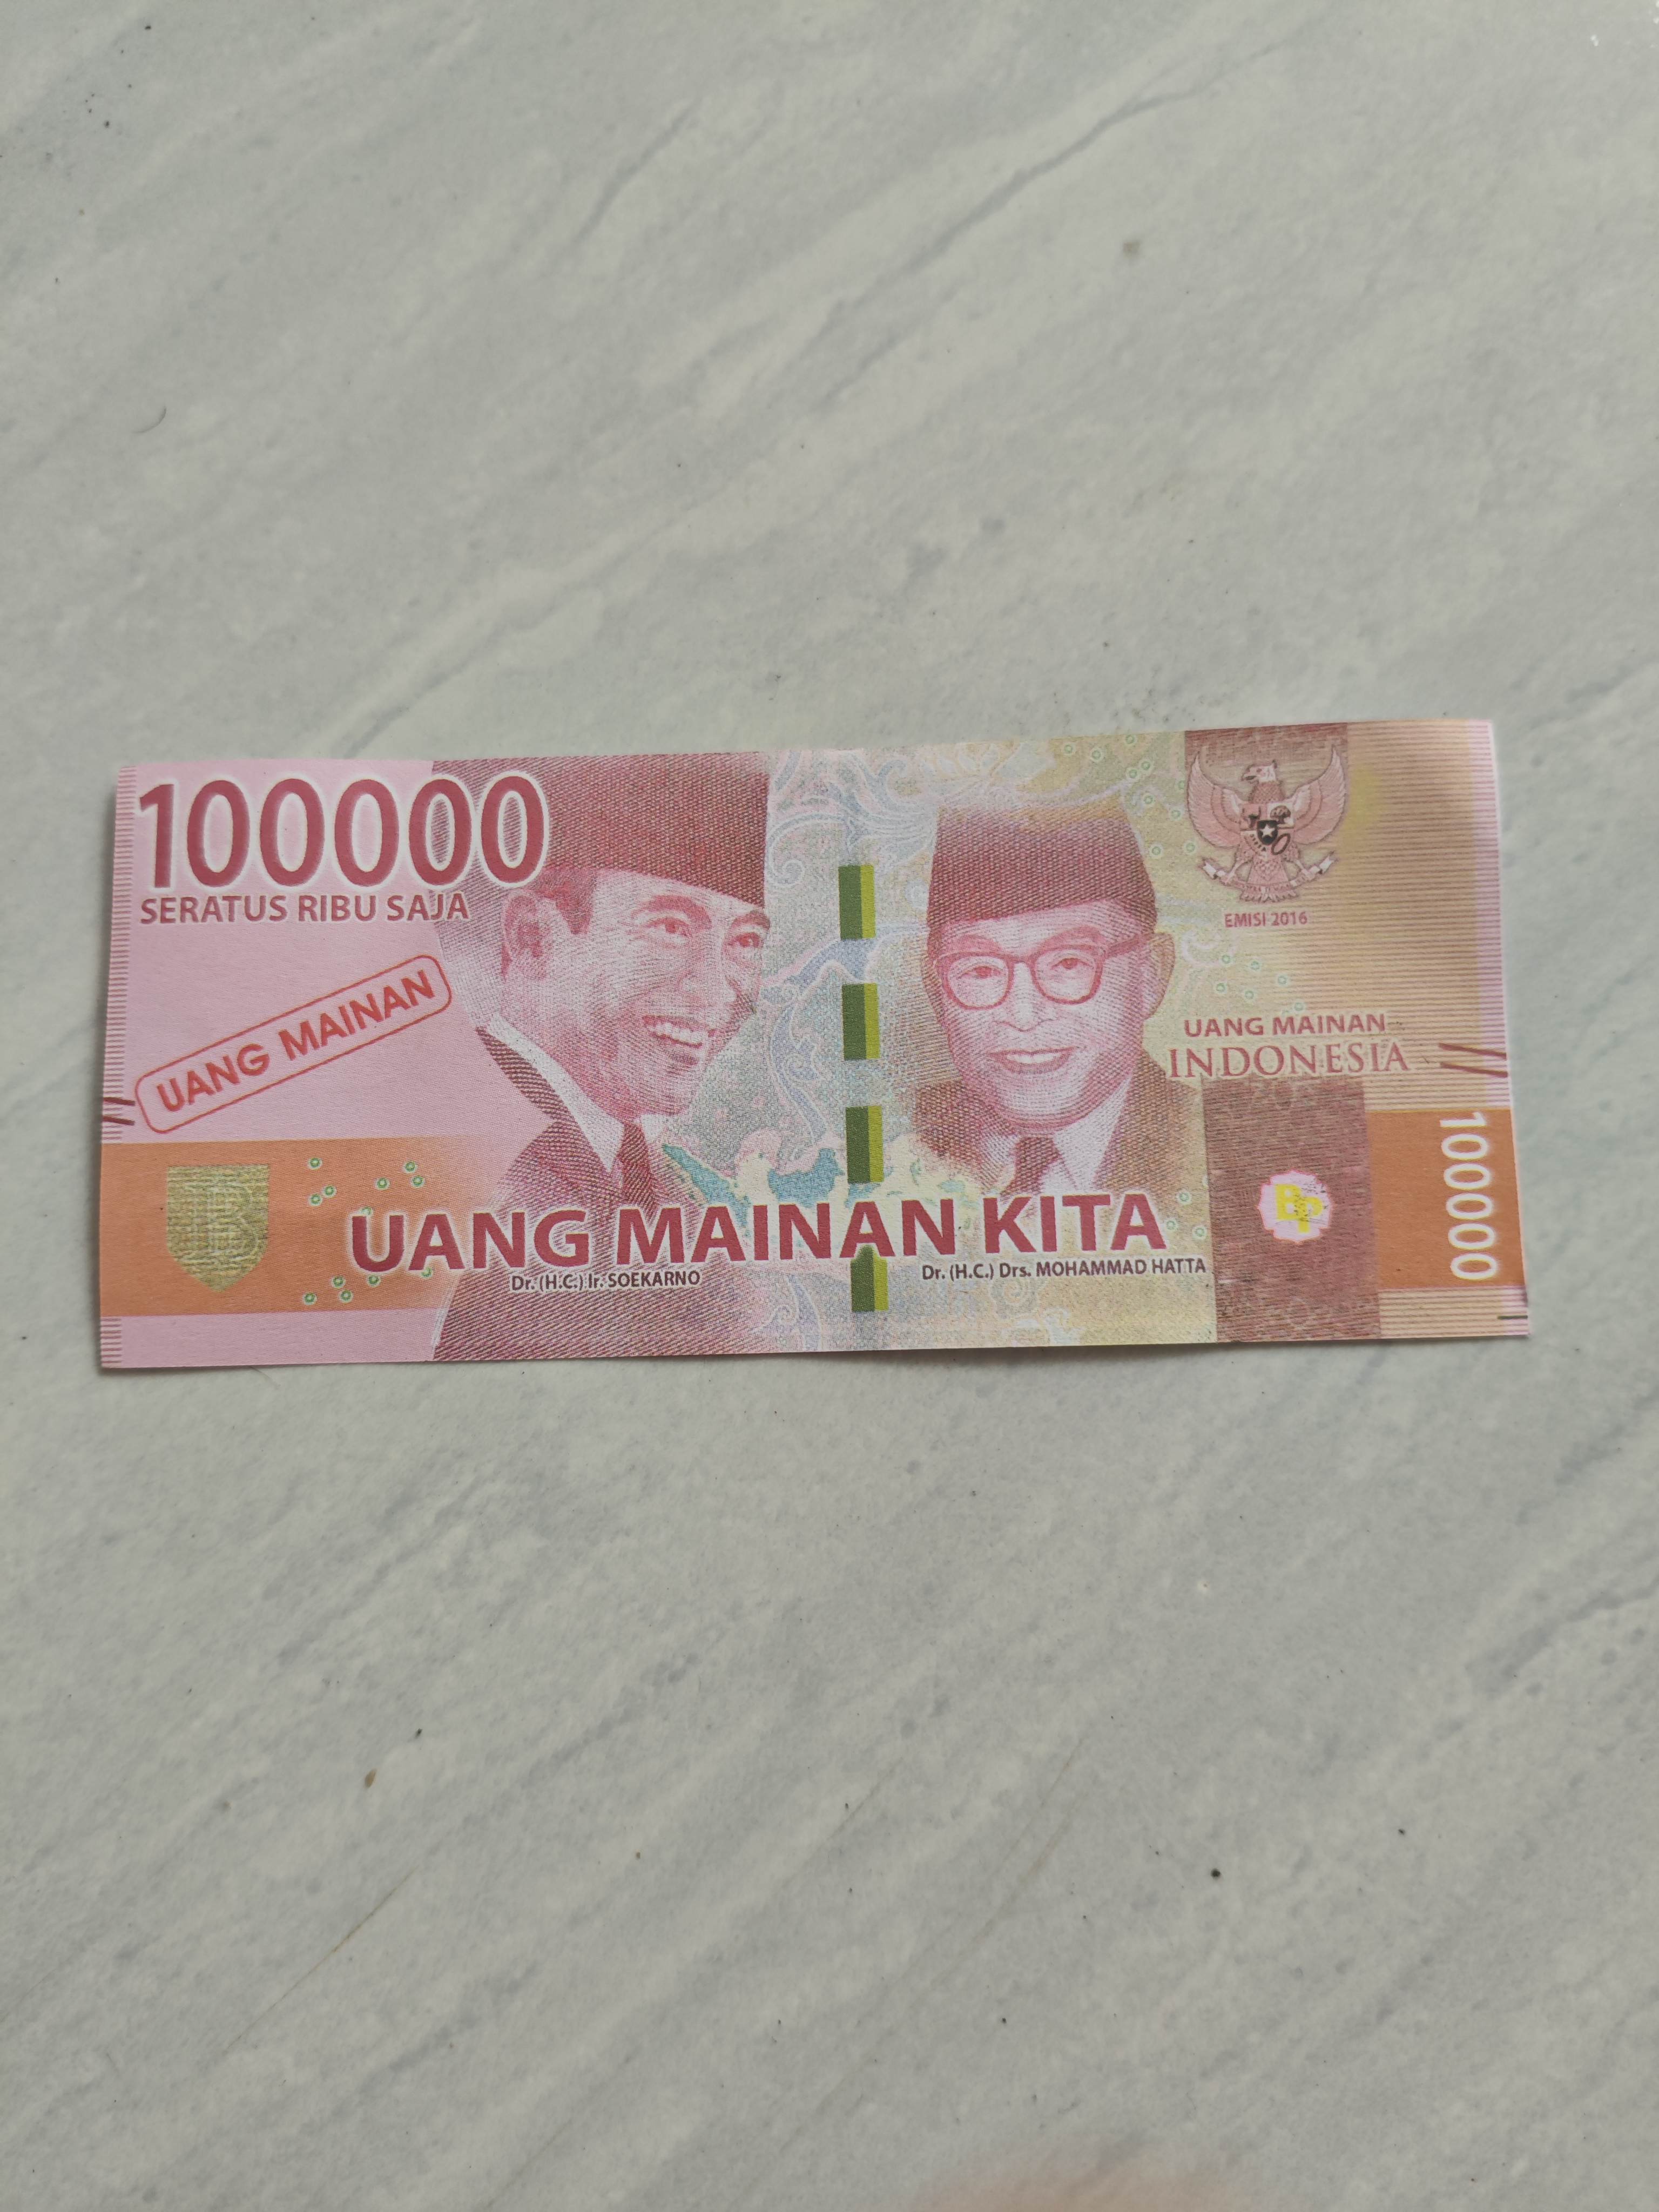 100000
SERATUS RIBU SAJA
UANG MAINAN
EMISI 2016
UANG MAINAN
INDONESIA
100000
BP
UANG MAINAN KITA
Dr. (H.C.) Ir. SOEKARNO
Dr. (H.C.) Drs. MOHAMMAD HATTA